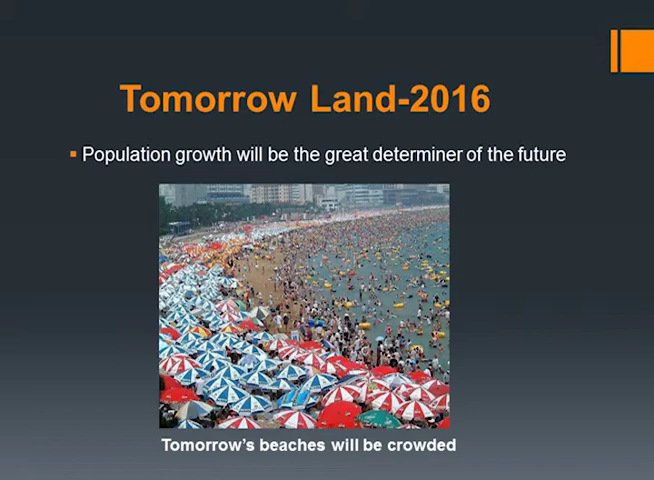 Tomorrow Land-2016
Population growth will be the great determiner of the future
Tomorrow's beaches will be crowded